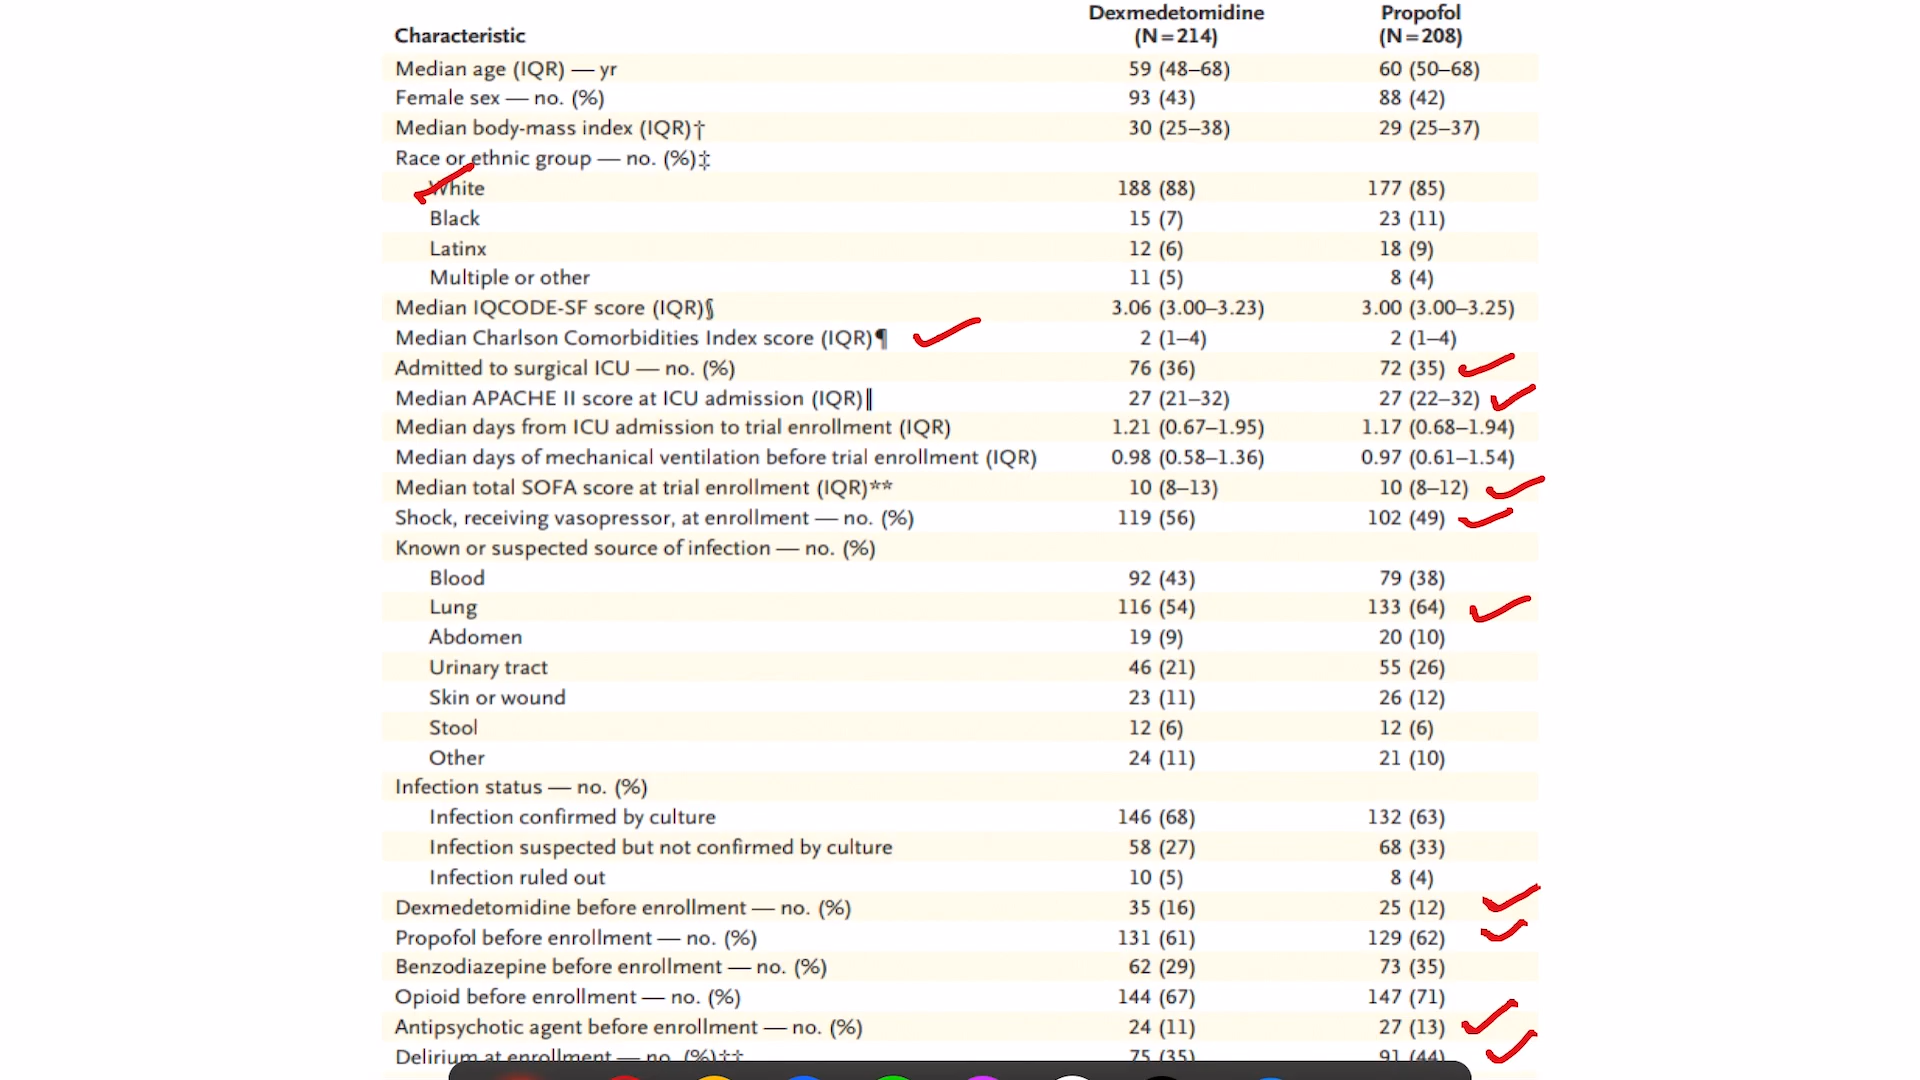 Characteristic Dexmedetomidine (N=214) Propofol (N=208)
Median age (IQR) — yr 59 (48–68) 60 (50–68)
Female sex — no. (%) 93 (43) 88 (42)
Median body-mass index (IQR)† 30 (25–38) 29 (25–37)
Race or ethnic group — no. (%)‡
White 188 (88) 177 (85)
Black 15 (7) 23 (11)
Latinx 12 (6) 18 (9)
Multiple or other 11 (5) 8 (4)
Median IQCODE-SF score (IQR)§ 3.06 (3.00–3.23) 3.00 (3.00–3.25)
Median Charlson Comorbidities Index score (IQR)¶ 2 (1–4) 2 (1–4)
Admitted to surgical ICU — no. (%) 76 (36) 72 (35)
Median APACHE II score at ICU admission (IQR)‖ 27 (21–32) 27 (22–32)
Median days from ICU admission to trial enrollment (IQR) 1.21 (0.67–1.95) 1.17 (0.68–1.94)
Median days of mechanical ventilation before trial enrollment (IQR) 0.98 (0.58–1.36) 0.97 (0.61–1.54)
Median total SOFA score at trial enrollment (IQR)** 10 (8–13) 10 (8–12)
Shock, receiving vasopressor, at enrollment — no. (%) 119 (56) 102 (49)
Known or suspected source of infection — no. (%)
Blood 92 (43) 79 (38)
Lung 116 (54) 133 (64)
Abdomen 19 (9) 20 (10)
Urinary tract 46 (21) 55 (26)
Skin or wound 23 (11) 26 (12)
Stool 12 (6) 12 (6)
Other 24 (11) 21 (10)
Infection status — no. (%)
Infection confirmed by culture 146 (68) 132 (63)
Infection suspected but not confirmed by culture 58 (27) 68 (33)
Infection ruled out 10 (5) 8 (4)
Dexmedetomidine before enrollment — no. (%) 35 (16) 25 (12)
Propofol before enrollment — no. (%) 131 (61) 129 (62)
Benzodiazepine before enrollment — no. (%) 62 (29) 73 (35)
Opioid before enrollment — no. (%) 144 (67) 147 (71)
Antipsychotic agent before enrollment — no. (%) 24 (11) 27 (13)
Delirium at enrollment — no. (%)†† 75 (35) 91 (44)